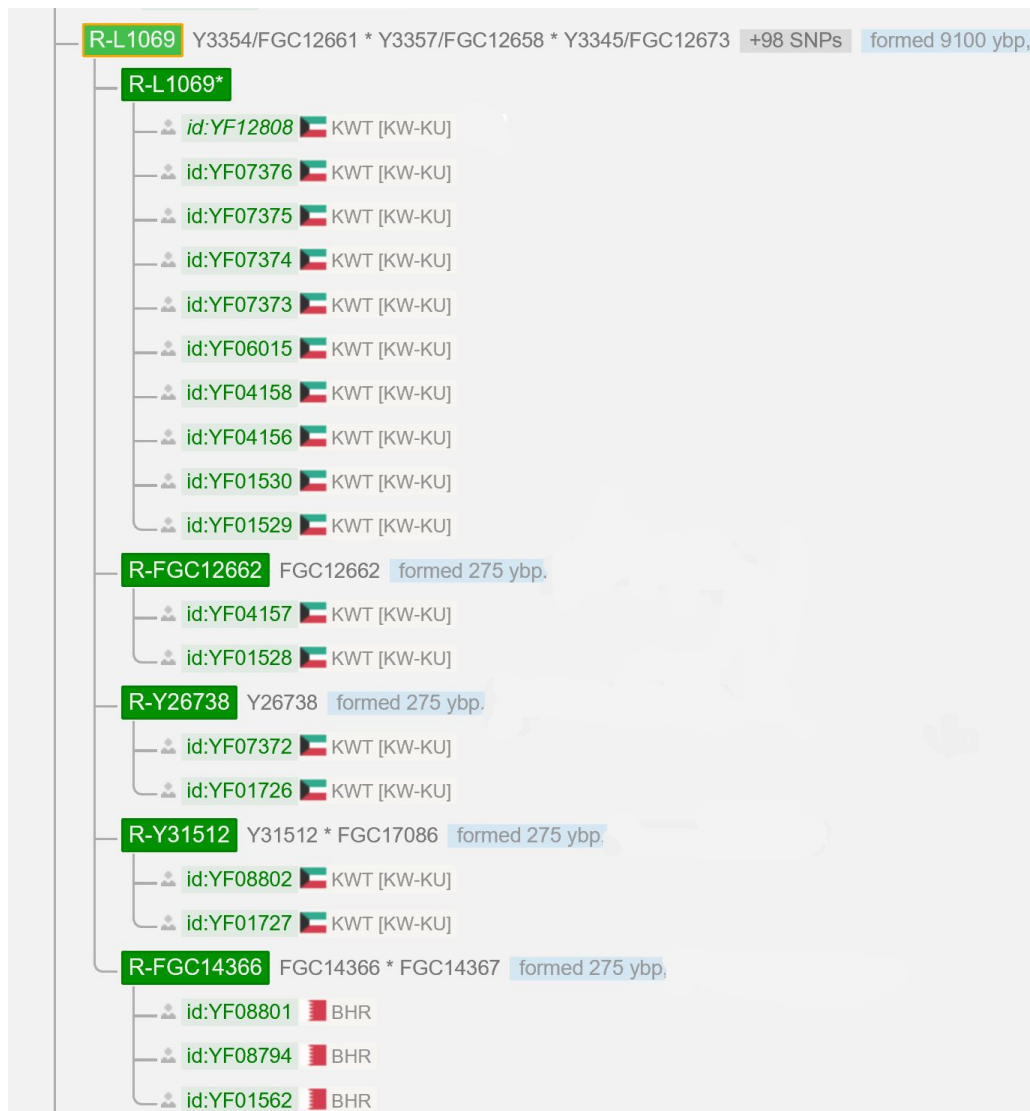 R-L1069 Y3354/FGC12661 * Y3357/FGC12658 * Y3345/FGC12673 +98 SNPs formed 9100 ybp,
R-L1069*
id:YF12808 KWT [KW-KU]
id:YF07376 KWT [KW-KU]
id:YF07375 KWT [KW-KU]
id:YF07374 KWT [KW-KU]
id:YF07373 KWT [KW-KU]
id:YF06015 KWT [KW-KU]
id:YF04158 KWT [KW-KU]
id:YF04156 KWT [KW-KU]
id:YF01530 KWT [KW-KU]
id:YF01529 KWT [KW-KU]
R-FGC12662 FGC12662 formed 275 ybp.
id:YF04157 KWT [KW-KU]
id:YF01528 KWT [KW-KU]
R-Y26738 Y26738 formed 275 ybp.
id:YF07372 KWT [KW-KU]
id:YF01726 KWT [KW-KU]
R-Y31512 Y31512 * FGC17086 formed 275 ybp,
id:YF08802 KWT [KW-KU]
id:YF01727 KWT [KW-KU]
R-FGC14366 FGC14366 * FGC14367 formed 275 ybp,
id:YF08801 BHR
id:YF08794 BHR
id:YF01562 BHR